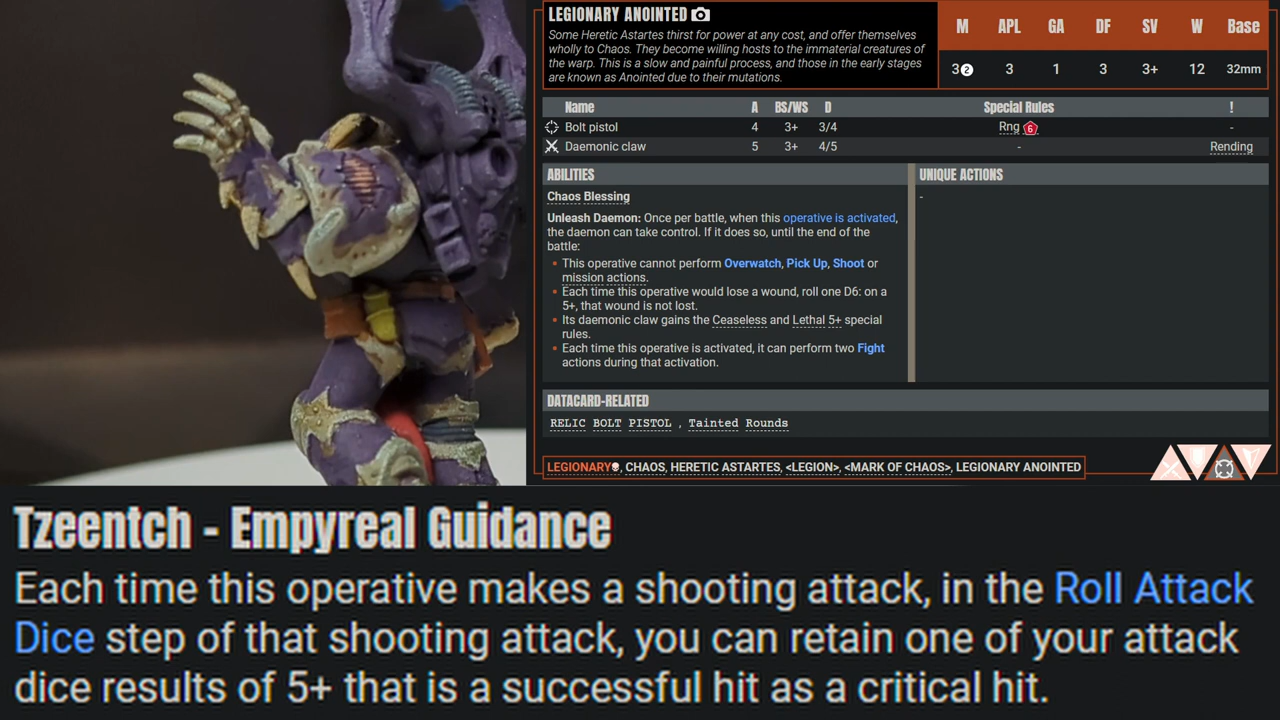 LEGIONARY ANOINTED
Some Heretic Astartes thirst for power at any cost, and offer themselves
wholly to Chaos. They become willing hosts to the immaterial creatures of
the warp. This is a slow and painful process, and those in the early stages
are known as Anointed due to their mutations.
M APL GA DF SV W Base
3② 3 1 3 3+ 12 32mm
Name A BS/WS D Special Rules !
Bolt pistol 4 3+ 3/4 Rng 6 -
Daemonic claw 5 3+ 4/5 - Rending
ABILITIES
Chaos Blessing
Unleash Daemon: Once per battle, when this operative is activated,
the daemon can take control. If it does so, until the end of the
battle:
• This operative cannot perform Overwatch, Pick Up, Shoot or
mission actions.
• Each time this operative would lose a wound, roll one D6: on a
5+, that wound is not lost.
• Its daemonic claw gains the Ceaseless and Lethal 5+ special
rules.
• Each time this operative is activated, it can perform two Fight
actions during that activation.
UNIQUE ACTIONS
-
DATACARD-RELATED
RELIC BOLT PISTOL , Tainted Rounds
LEGIONARY, CHAOS, HERETIC ASTARTES, <LEGION>, <MARK OF CHAOS>, LEGIONARY ANOINTED
Tzeentch - Empyreal Guidance
Each time this operative makes a shooting attack, in the Roll Attack
Dice step of that shooting attack, you can retain one of your attack
dice results of 5+ that is a successful hit as a critical hit.